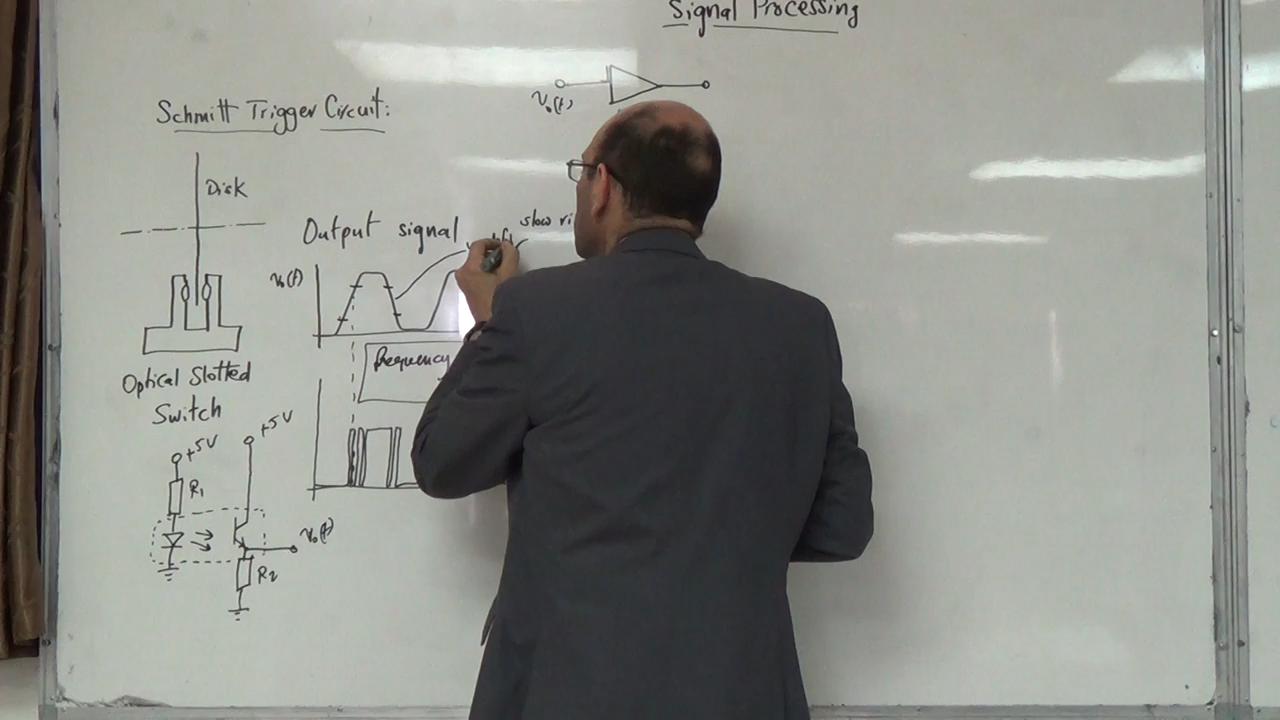 Signal Processing
Vo(t)
Schmitt Trigger Circuit:
Disk
Output signal
slow
Vo(t)
frequency
Optical Slotted
Switch
+5V
+5V
R1
Vo(t)
R2